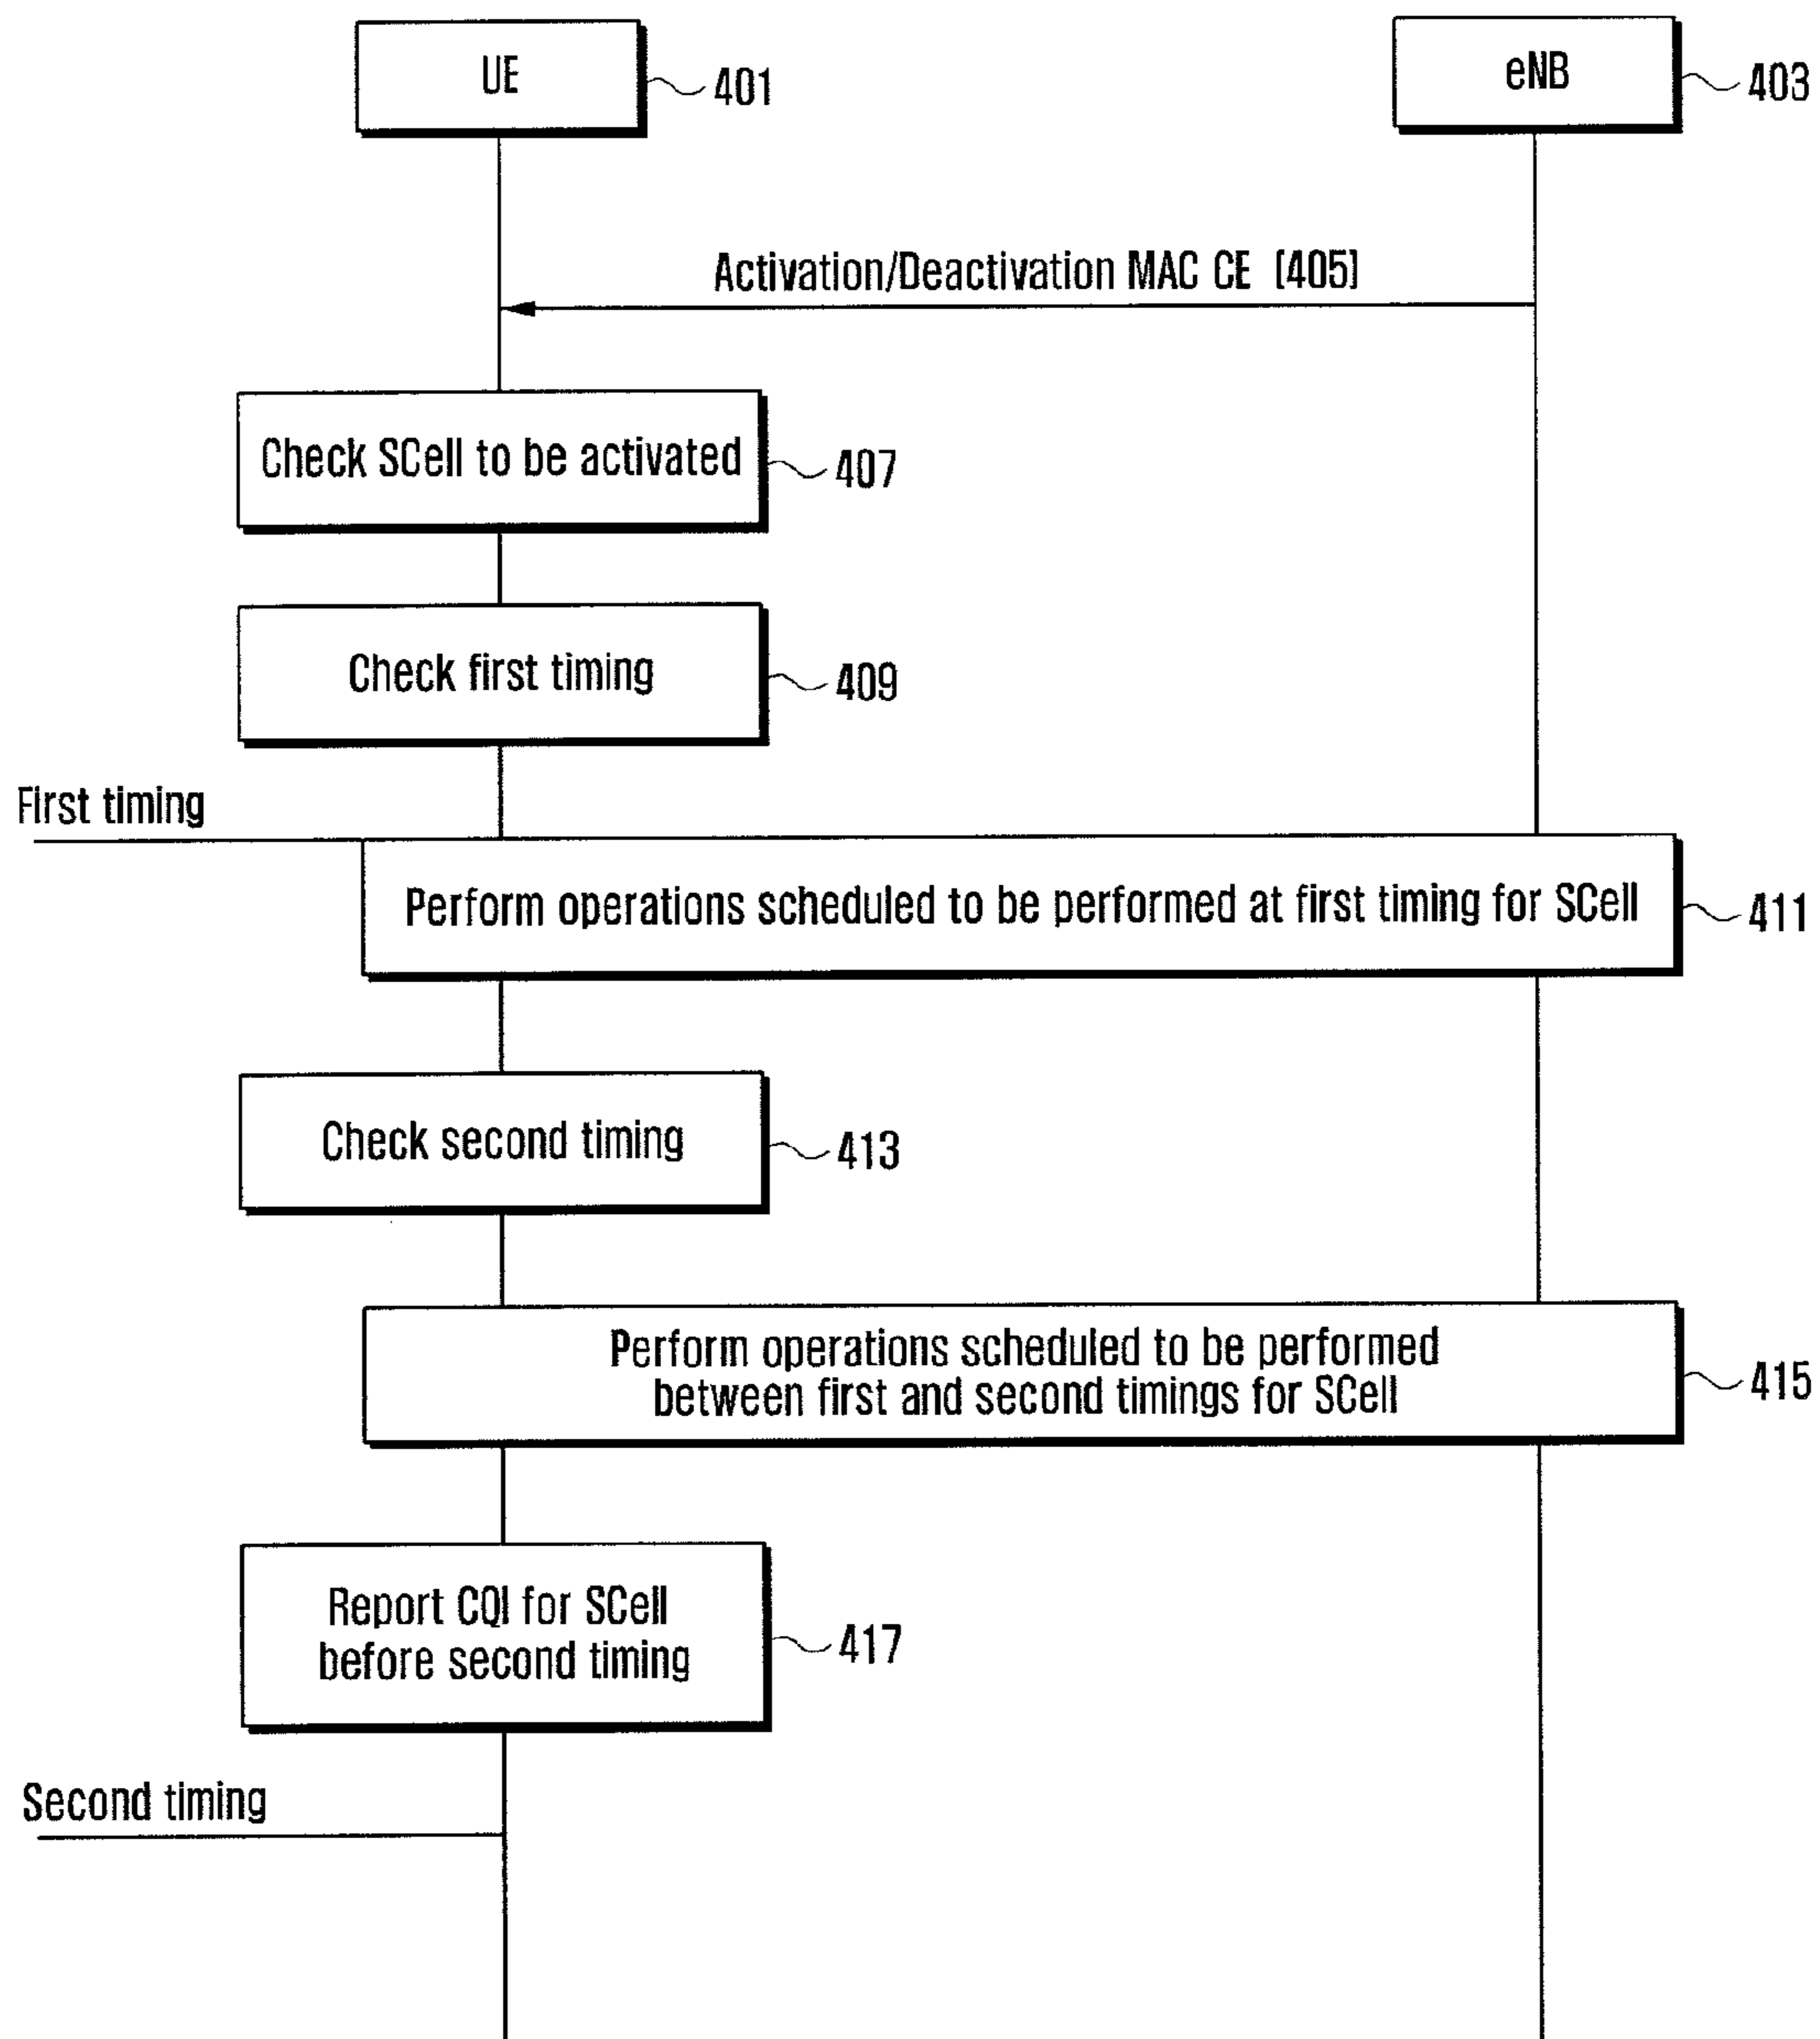 UE
401
eNB
403
Activation/Deactivation MAC CE [405]
Check SCell to be activated
407
Check first timing
409
First timing
Perform operations scheduled to be performed at first timing for SCell
411
Check second timing
413
Perform operations scheduled to be performed
between first and second timings for SCell
415
Report CQI for SCell
before second timing
417
Second timing